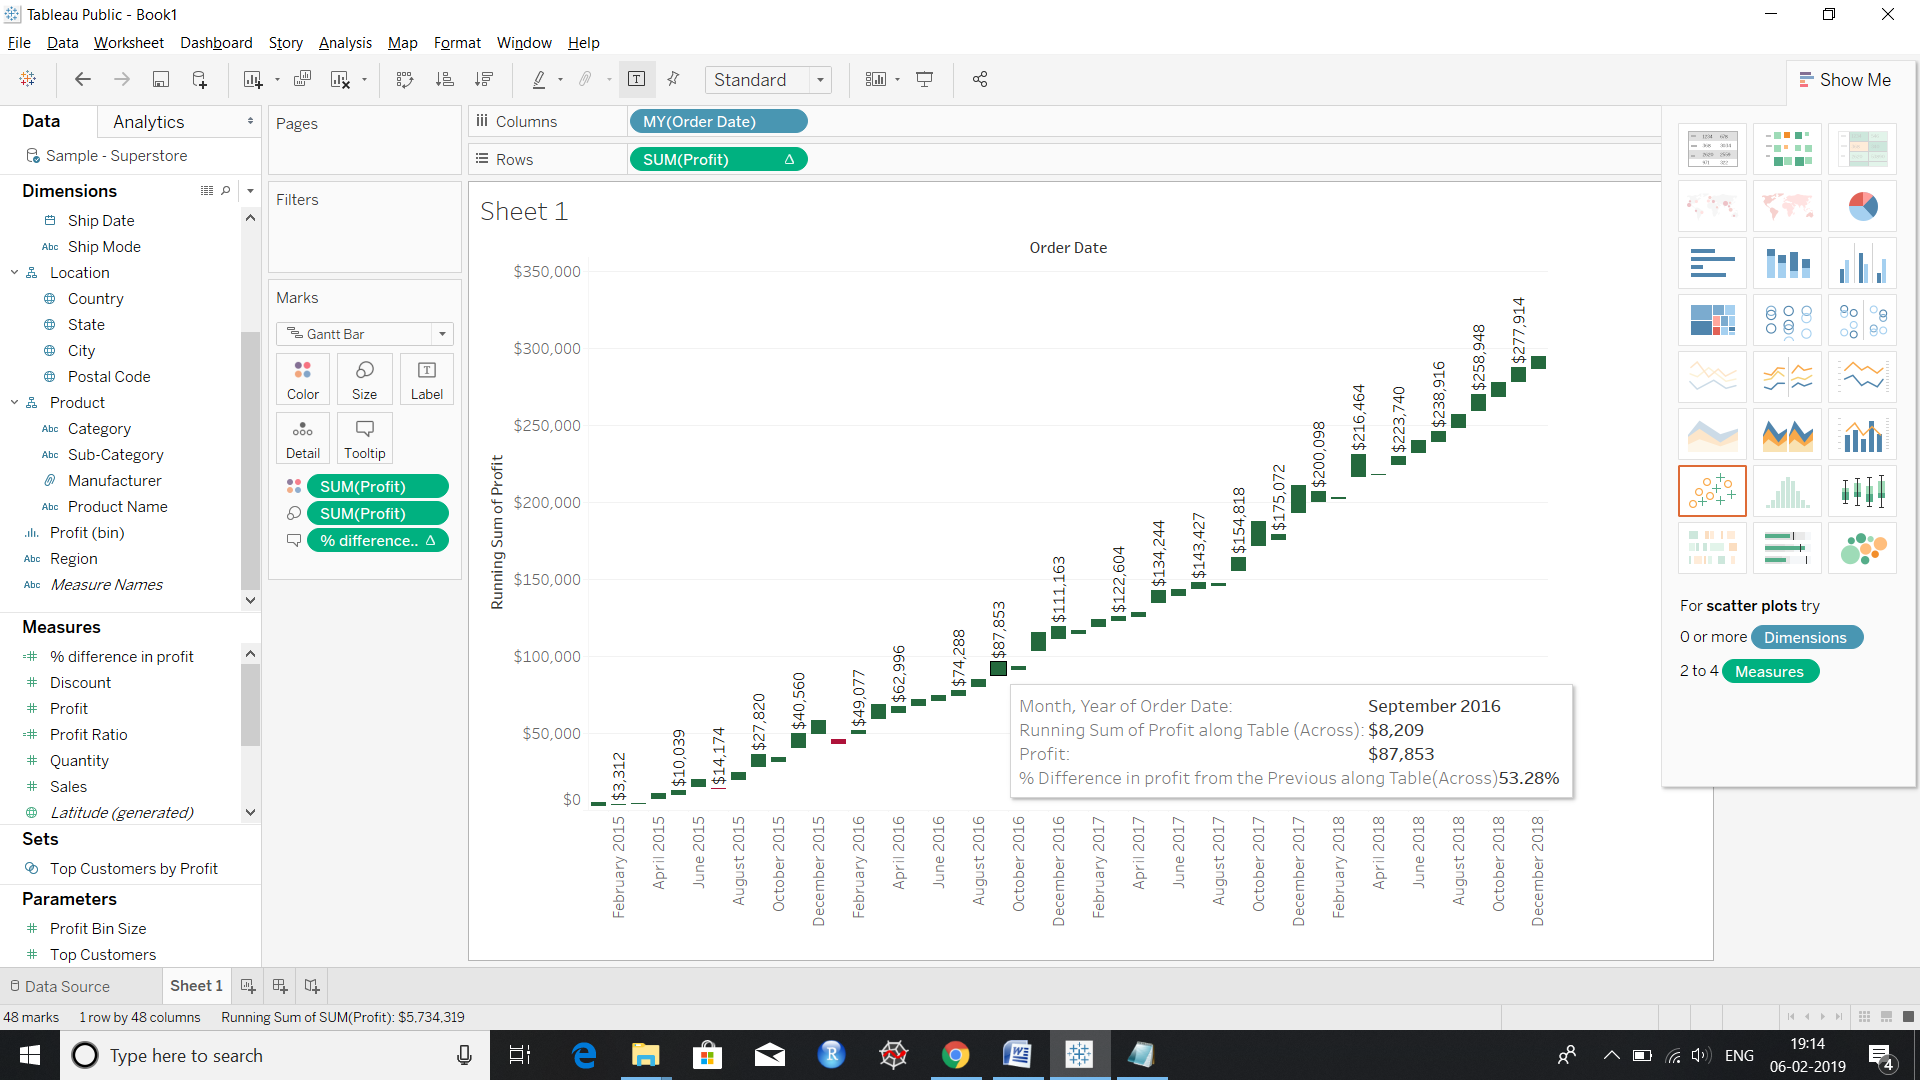 Tableau Public - Book1
File Data Worksheet Dashboard Story Analysis Map Format Window Help
Standard
Show Me
Data
Analytics
Sample - Superstore
Dimensions
Ship Date
Abc Ship Mode
Location
Country
State
City
Postal Code
Product
Abc Category
Abc Sub-Category
Manufacturer
Abc Product Name
Profit (bin)
Abc Region
Abc Measure Names
Measures
% difference in profit
Discount
Profit
Profit Ratio
Quantity
Sales
Latitude (generated)
Sets
Top Customers by Profit
Parameters
Profit Bin Size
Top Customers
Pages
Filters
Marks
Gantt Bar
Color Size Label
Detail Tooltip
SUM(Profit)
SUM(Profit)
% difference.. Δ
Columns MY(Order Date)
Rows SUM(Profit) Δ
Sheet 1
Order Date
Running Sum of Profit
$350,000
$300,000
$250,000
$200,000
$150,000
$100,000
$50,000
$0
$3,312
$10,039
$14,174
$27,820
$40,560
$49,077
$62,996
$74,288
$87,853
$111,163
$122,604
$134,244
$143,427
$154,818
$175,072
$200,098
$216,464
$223,740
$238,916
$258,948
$277,914
Month, Year of Order Date: September 2016
Running Sum of Profit along Table (Across): $8,209
Profit: $87,853
% Difference in profit from the Previous along Table(Across)53.28%
February 2015
April 2015
June 2015
August 2015
October 2015
December 2015
February 2016
April 2016
June 2016
August 2016
October 2016
December 2016
February 2017
April 2017
June 2017
August 2017
October 2017
December 2017
February 2018
April 2018
June 2018
August 2018
October 2018
December 2018
For scatter plots try
0 or more Dimensions
2 to 4 Measures
Data Source
Sheet 1
48 marks 1 row by 48 columns Running Sum of SUM(Profit): $5,734,319
Type here to search
ENG
19:14
06-02-2019
4